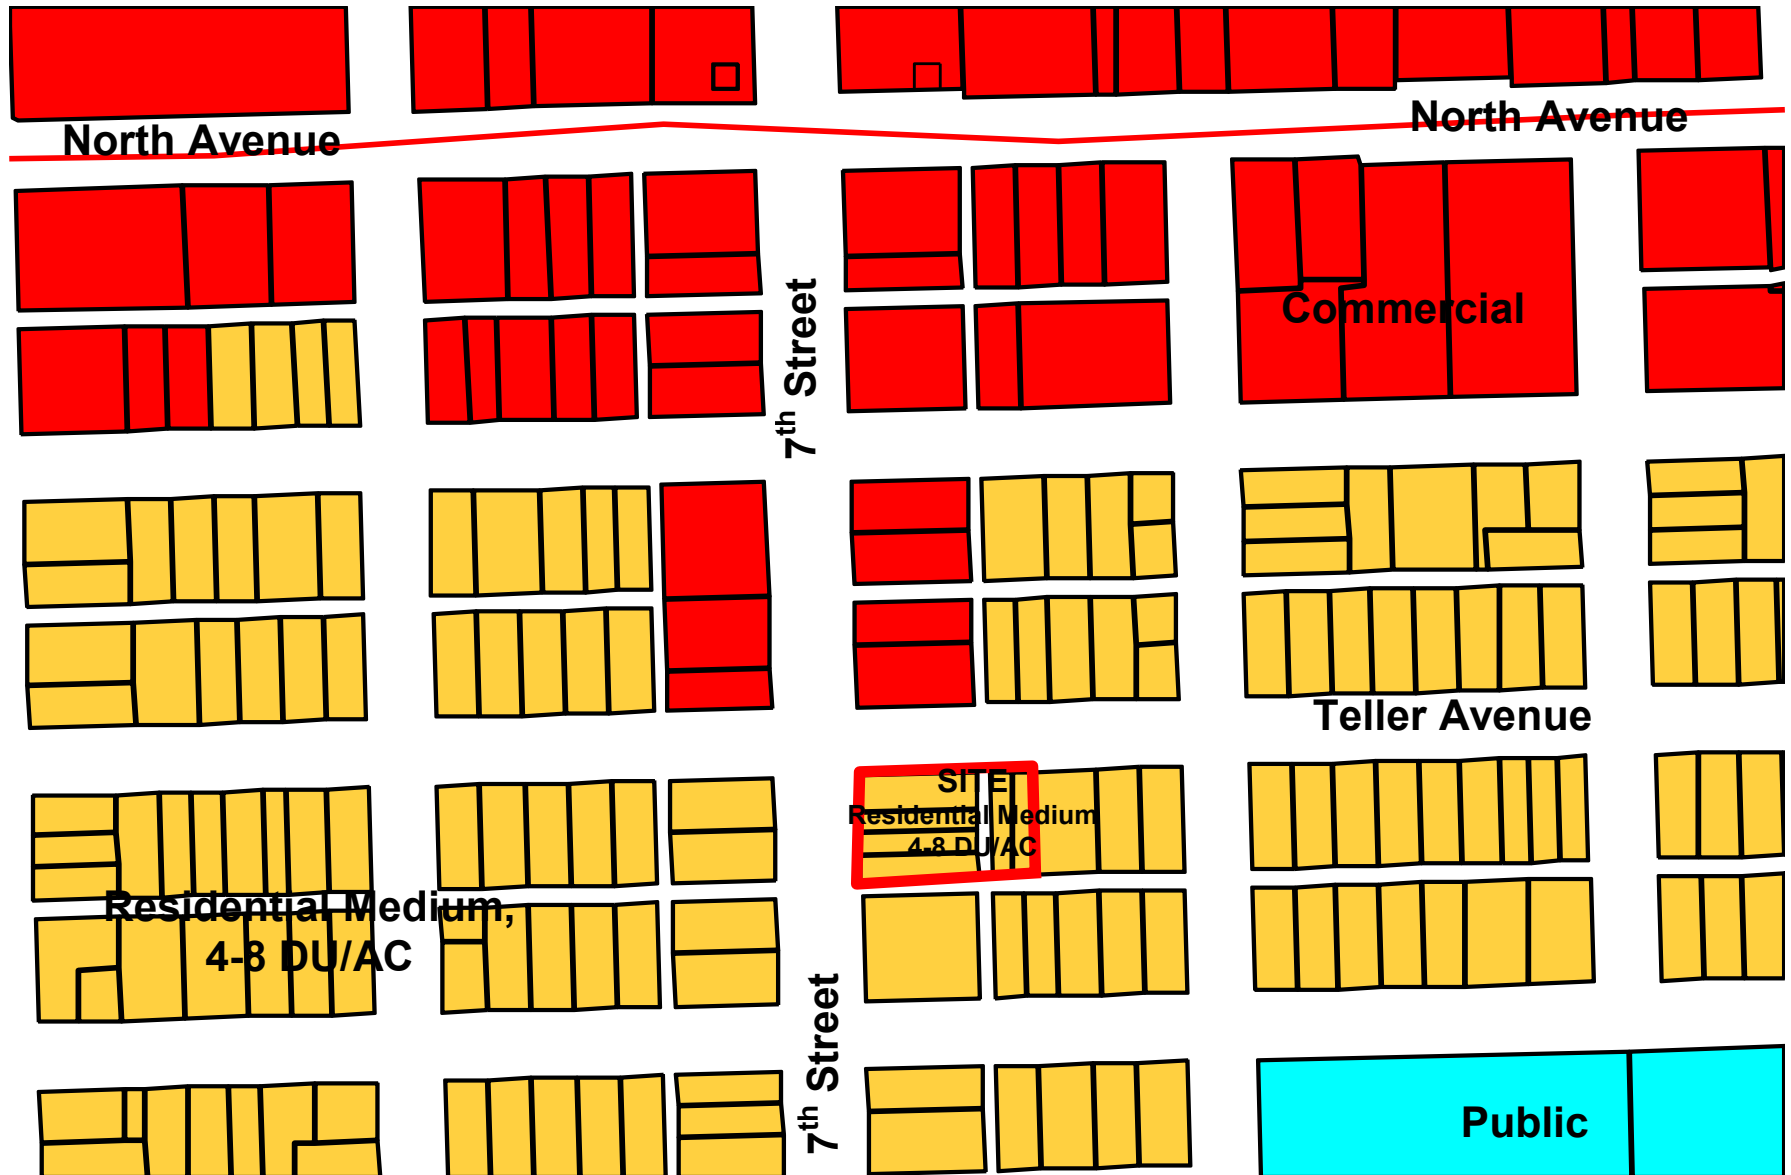 North Avenue
North Avenue
Commercial
7th Street
Teller Avenue
SITE
Residential Medium
4-8 DU/AC
Residential Medium,
4-8 DU/AC
7th Street
Public